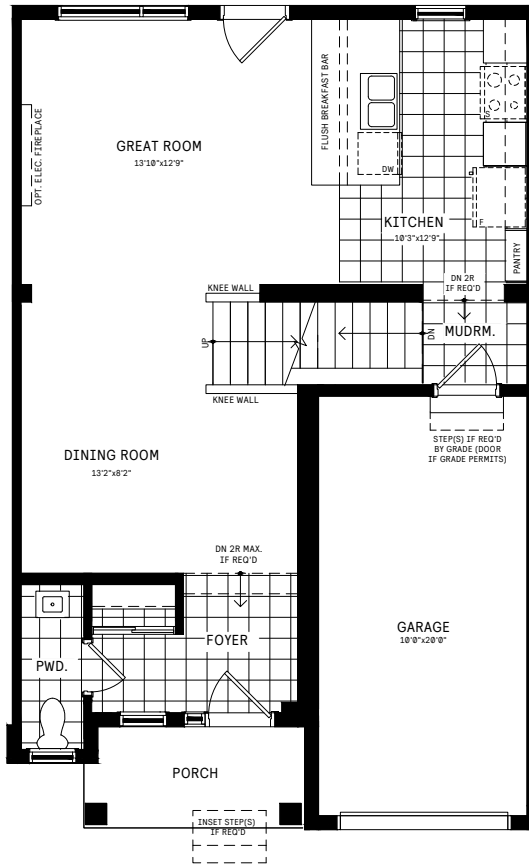 FLUSH BREAKFAST BAR
OPT. ELEC. FIREPLACE
GREAT ROOM
13'10"x12'9"
DW
KITCHEN
10'3"x12'9"
F
PANTRY
KNEE WALL
DN 2R
IF REQ'D
UP
DN
MUDRM.
KNEE WALL
STEP(S) IF REQ'D
BY GRADE (DOOR
IF GRADE PERMITS)
DINING ROOM
13'2"x8'2"
DN 2R MAX.
IF REQ'D
FOYER
GARAGE
10'0"x20'0"
PWD.
PORCH
INSET STEP(S)
IF REQ'D